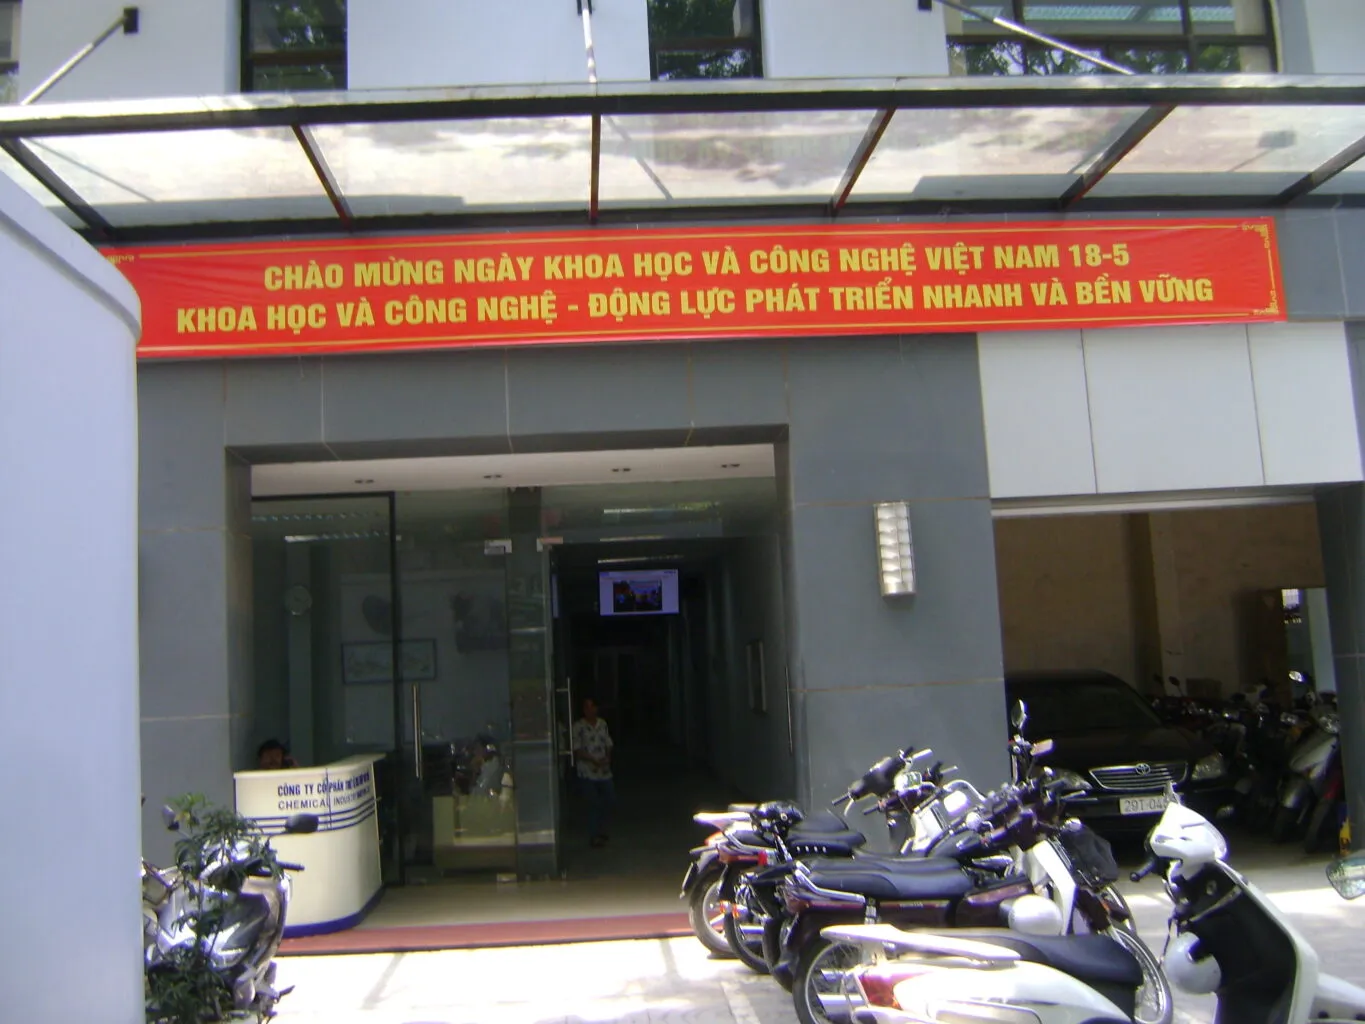 CHÀO MỪNG NGÀY KHOA HỌC VÀ CÔNG NGHỆ VIỆT NAM 18-5
KHOA HỌC VÀ CÔNG NGHỆ - ĐỘNG LỰC PHÁT TRIỂN NHANH VÀ BỀN VỮNG
CÔNG TY CỔ PHẦN
CHEMICAL INDUSTRY